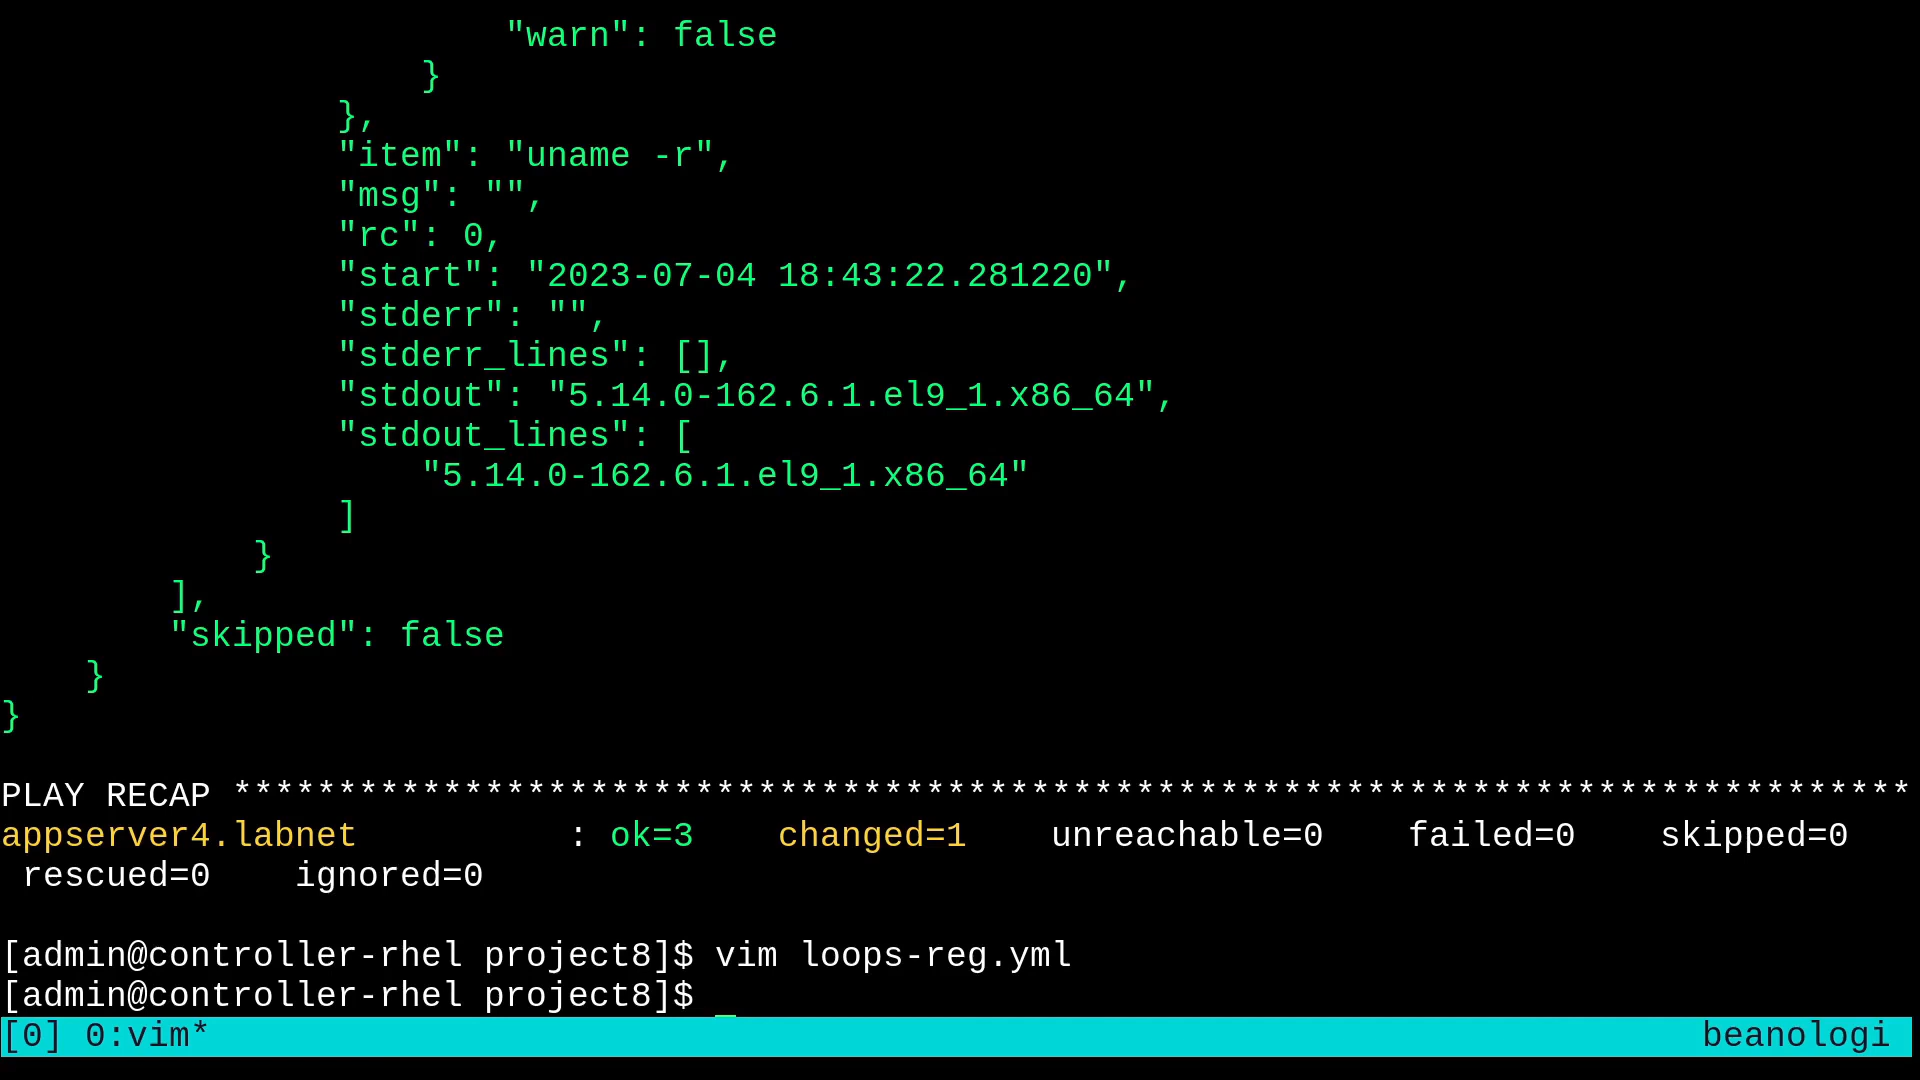 "warn": false
}
},
"item": "uname -r",
"msg": "",
"rc": 0,
"start": "2023-07-04 18:43:22.281220",
"stderr": "",
"stderr_lines": [],
"stdout": "5.14.0-162.6.1.el9_1.x86_64",
"stdout_lines": [
"5.14.0-162.6.1.el9_1.x86_64"
]
}
],
"skipped": false
}
}
PLAY RECAP ********************************************************************************
appserver4.labnet : ok=3 changed=1 unreachable=0 failed=0 skipped=0
rescued=0 ignored=0
[admin@controller-rhel project8]$ vim loops-reg.yml
[admin@controller-rhel project8]$
[0] 0:vim* beanologi